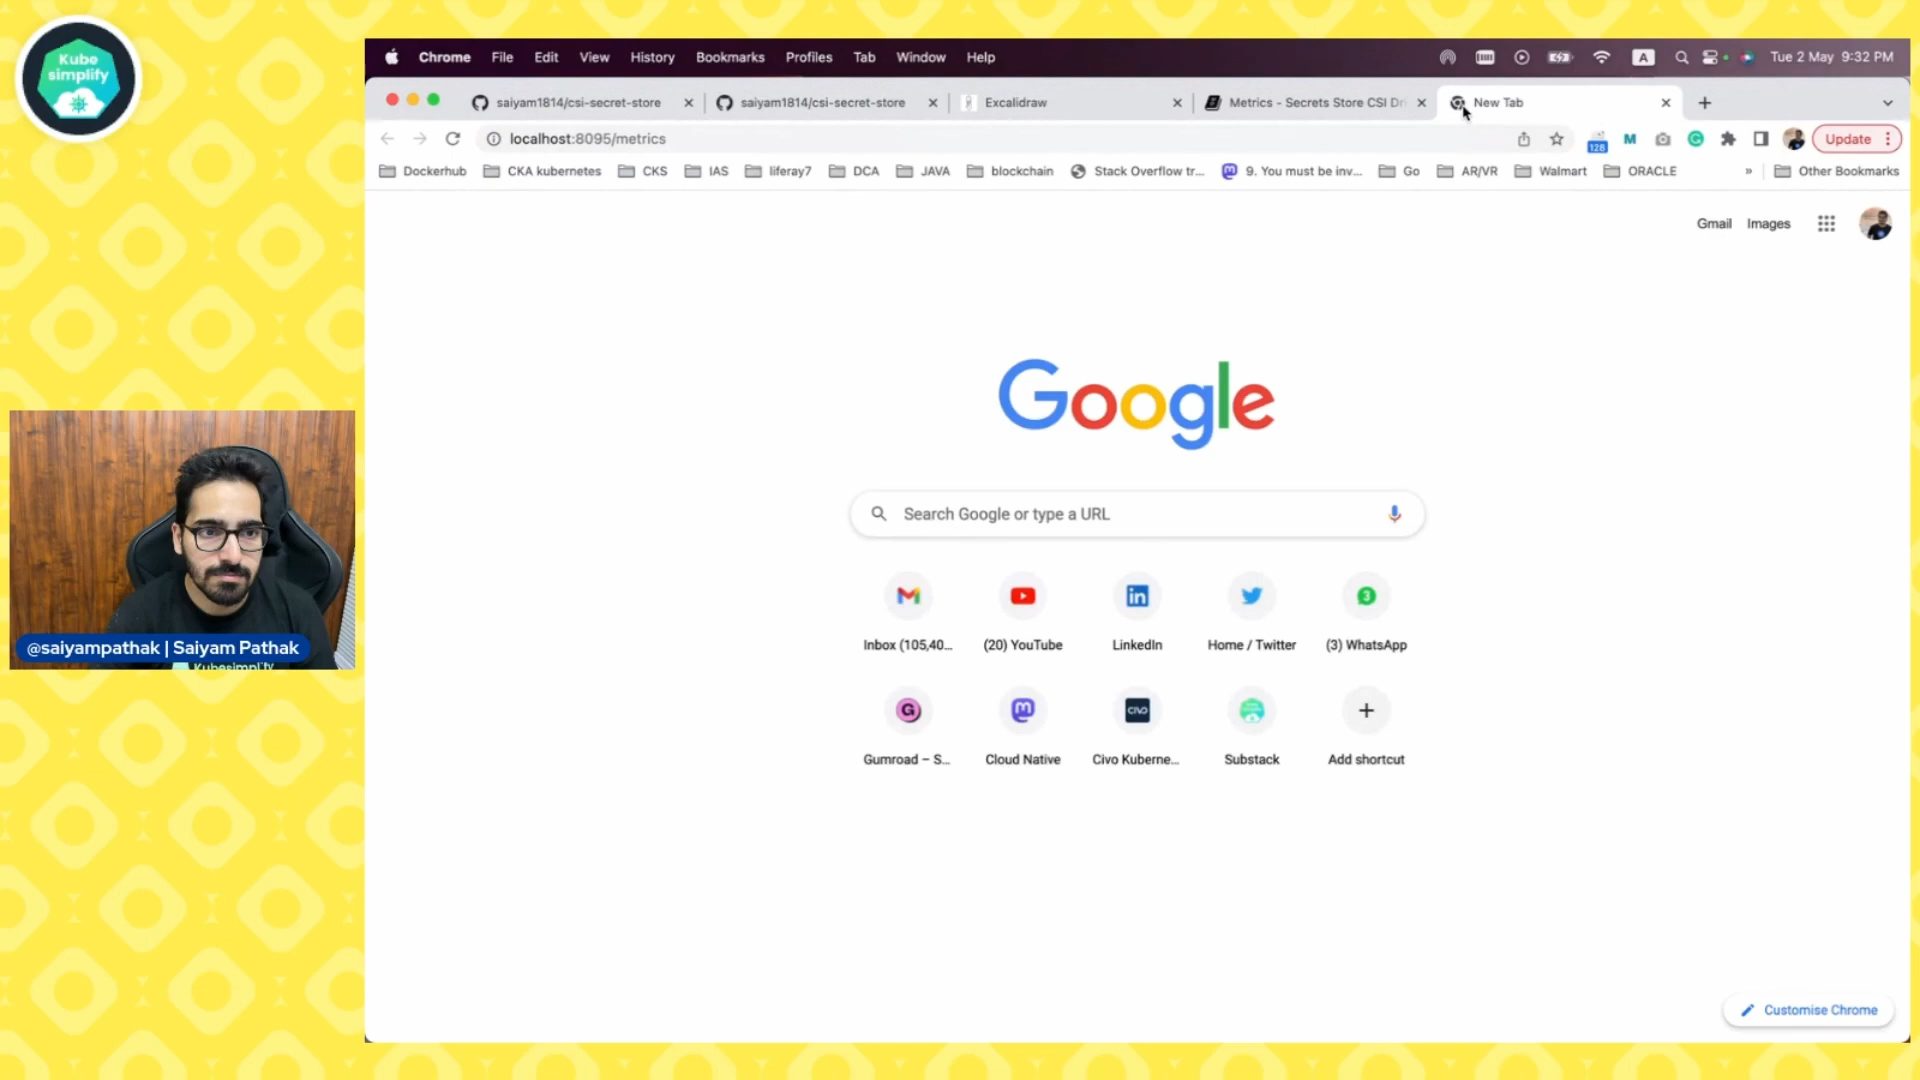 Kube
simplify
Chrome File Edit View History Bookmarks Profiles Tab Window Help
A Tue 2 May 9:32 PM
saiyam1814/csi-secret-store
saiyam1814/csi-secret-store
Excalidraw
Metrics - Secrets Store CSI Dri
New Tab
localhost:8095/metrics
128
M
Update
Dockerhub CKA kubernetes CKS IAS liferay7 DCA JAVA blockchain Stack Overflow tr... 9. You must be inv... Go AR/VR Walmart ORACLE » Other Bookmarks
Gmail Images
Google
Search Google or type a URL
Inbox (105,40... (20) YouTube LinkedIn Home / Twitter (3) WhatsApp
Gumroad – S... Cloud Native Civo Kuberne... Substack Add shortcut
@saiyampathak | Saiyam Pathak
Kubesimplify
Customise Chrome